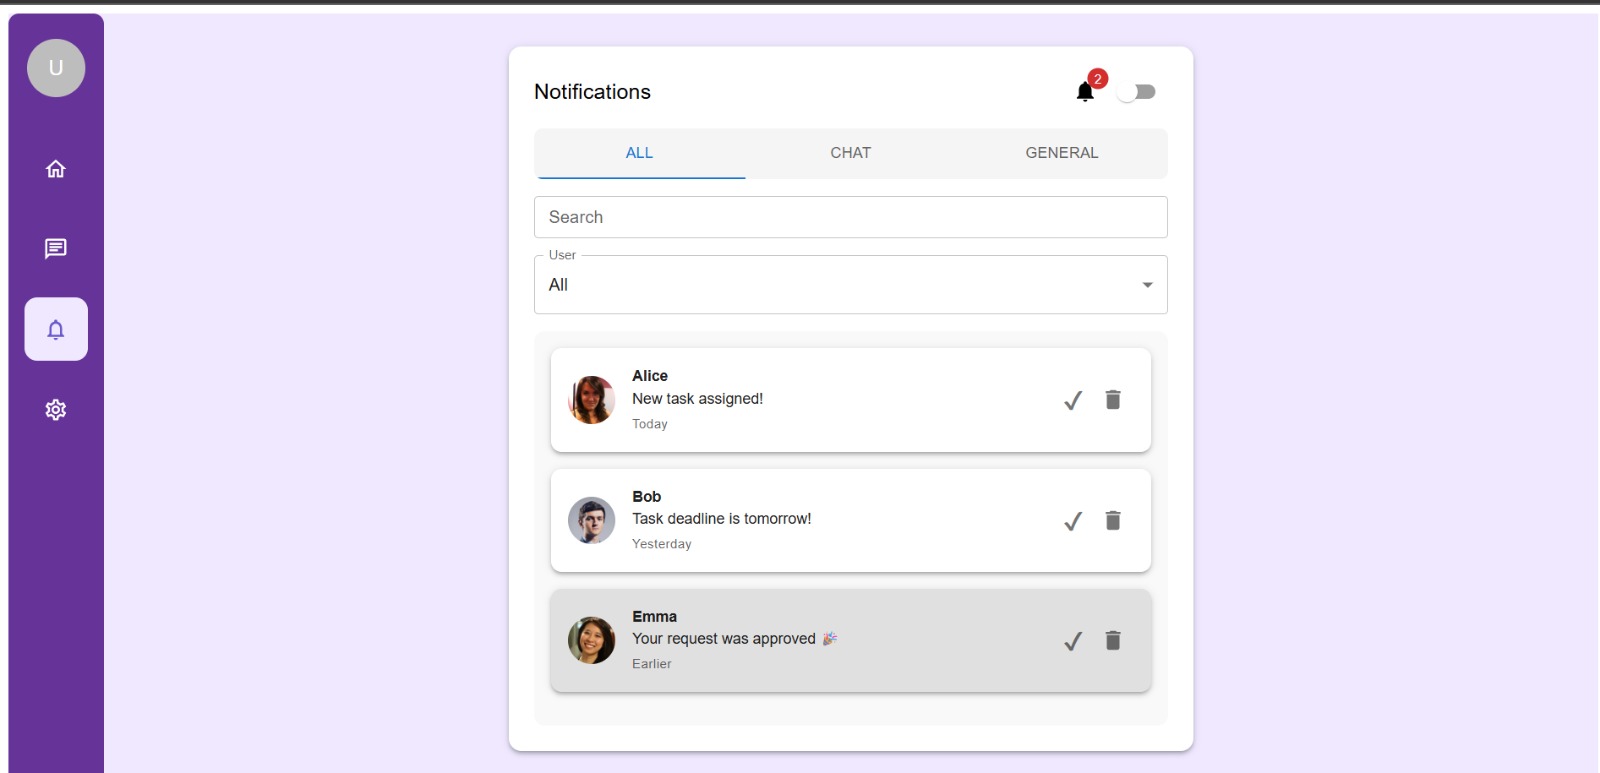 U
Notifications
2
ALL
CHAT
GENERAL
Search
User
All
Alice
New task assigned!
Today
Bob
Task deadline is tomorrow!
Yesterday
Emma
Your request was approved 🎉
Earlier